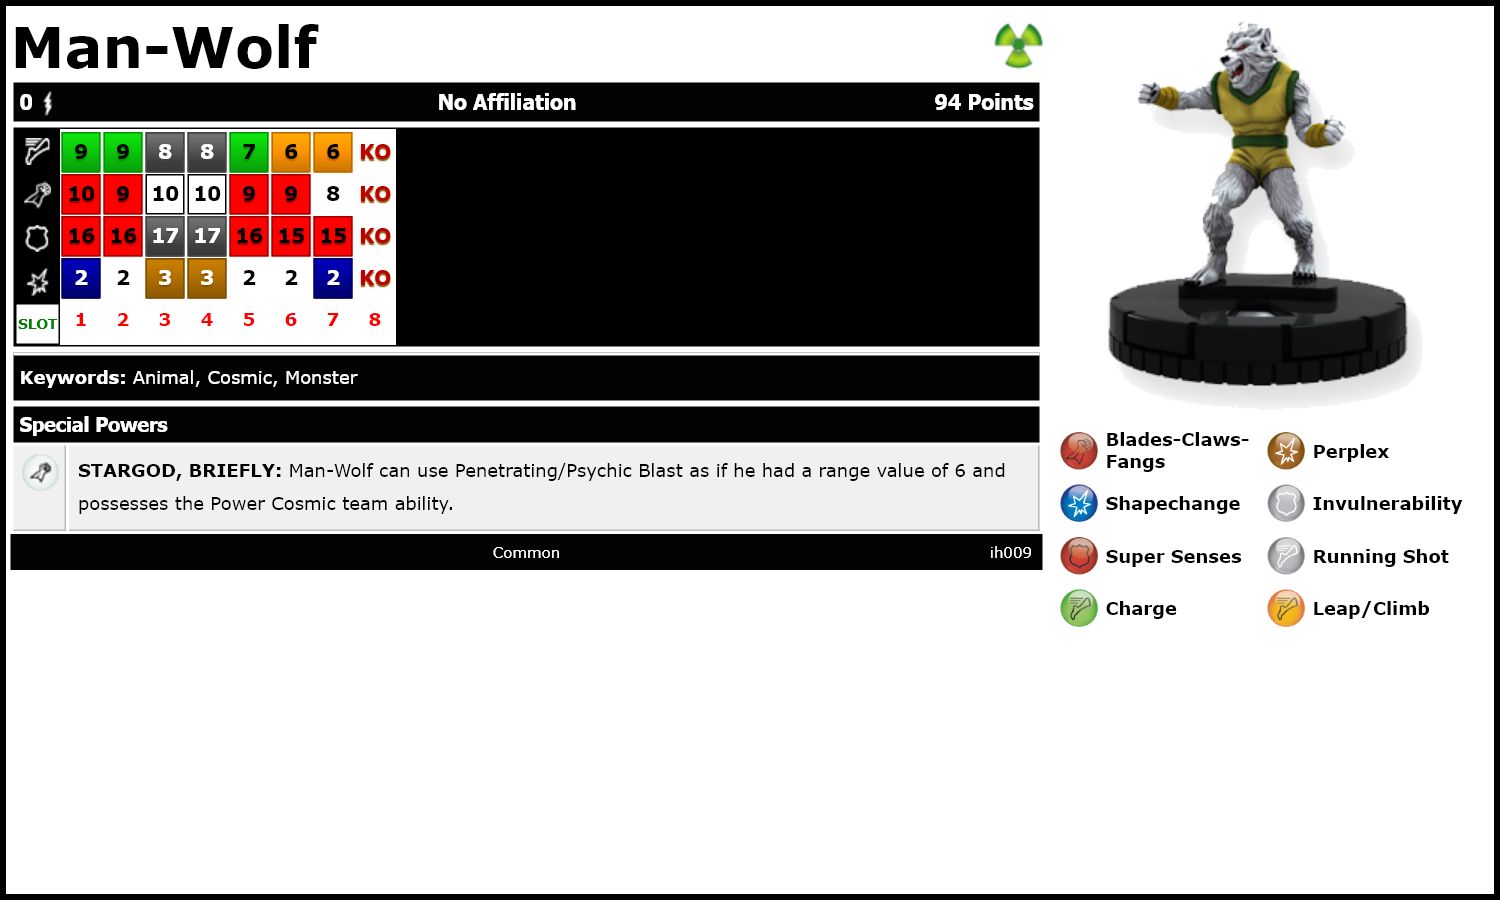 Man-Wolf
0 No Affiliation 94 Points
9 9 8 8 7 6 6 KO
10 9 10 10 9 9 8 KO
16 16 17 17 16 15 15 KO
2 2 3 3 2 2 2 KO
SLOT 1 2 3 4 5 6 7 8
Keywords: Animal, Cosmic, Monster
Special Powers
STARGOD, BRIEFLY: Man-Wolf can use Penetrating/Psychic Blast as if he had a range value of 6 and
possesses the Power Cosmic team ability.
Common ih009
Blades-Claws-
Fangs
Perplex
Shapechange
Invulnerability
Super Senses
Running Shot
Charge
Leap/Climb